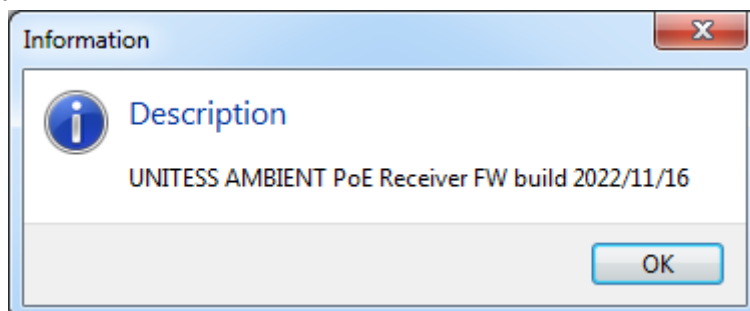 Information
Description
UNITESS AMBIENT PoE Receiver FW build 2022/11/16
OK